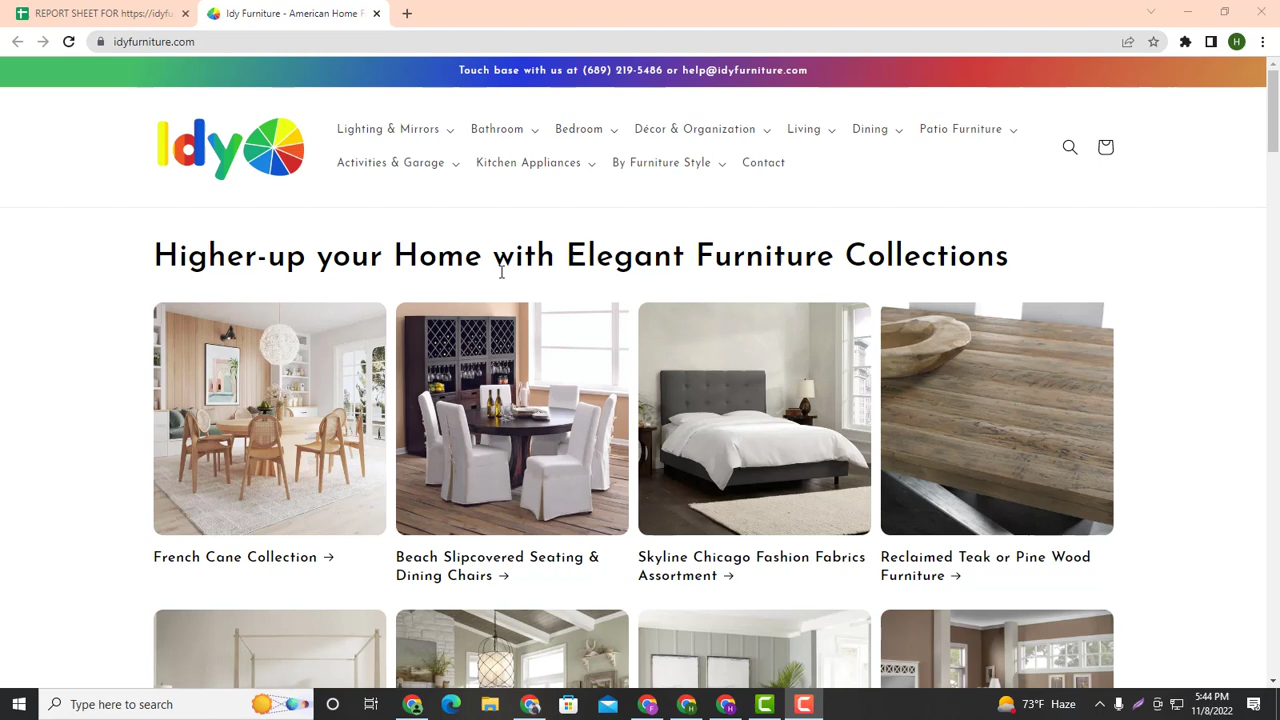 REPORT SHEET FOR https://idyfu
Idy Furniture - American Home F
idyfurniture.com
H
Touch base with us at (689) 219-5486 or help@idyfurniture.com
Idy
Lighting & Mirrors Bathroom Bedroom Décor & Organization Living Dining Patio Furniture
Activities & Garage Kitchen Appliances By Furniture Style Contact
Higher-up your Home with Elegant Furniture Collections
French Cane Collection →
Beach Slipcovered Seating &
Dining Chairs →
Skyline Chicago Fashion Fabrics
Assortment →
Reclaimed Teak or Pine Wood
Furniture →
Type here to search
73°F Haze
5:44 PM
11/8/2022